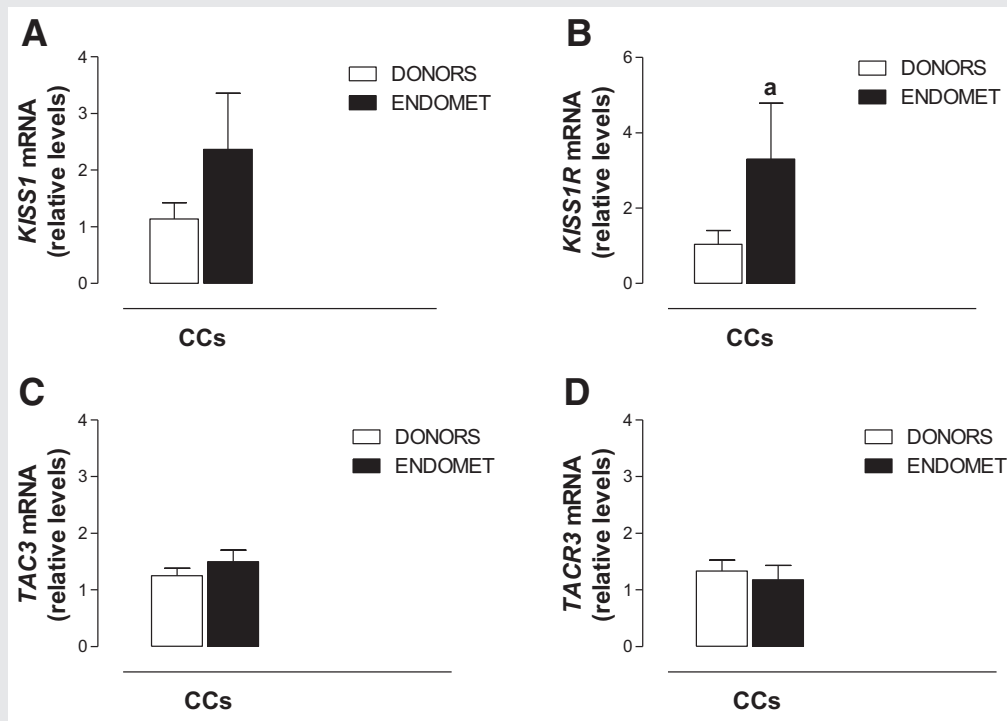 A
KISS1 mRNA
(relative levels)
4
3
2
1
0
DONORS
ENDOMET
CCs
B
KISS1R mRNA
(relative levels)
6
4
2
0
a
DONORS
ENDOMET
CCs
C
TAC3 mRNA
(relative levels)
4
3
2
1
0
DONORS
ENDOMET
CCs
D
TACR3 mRNA
(relative levels)
4
3
2
1
0
DONORS
ENDOMET
CCs